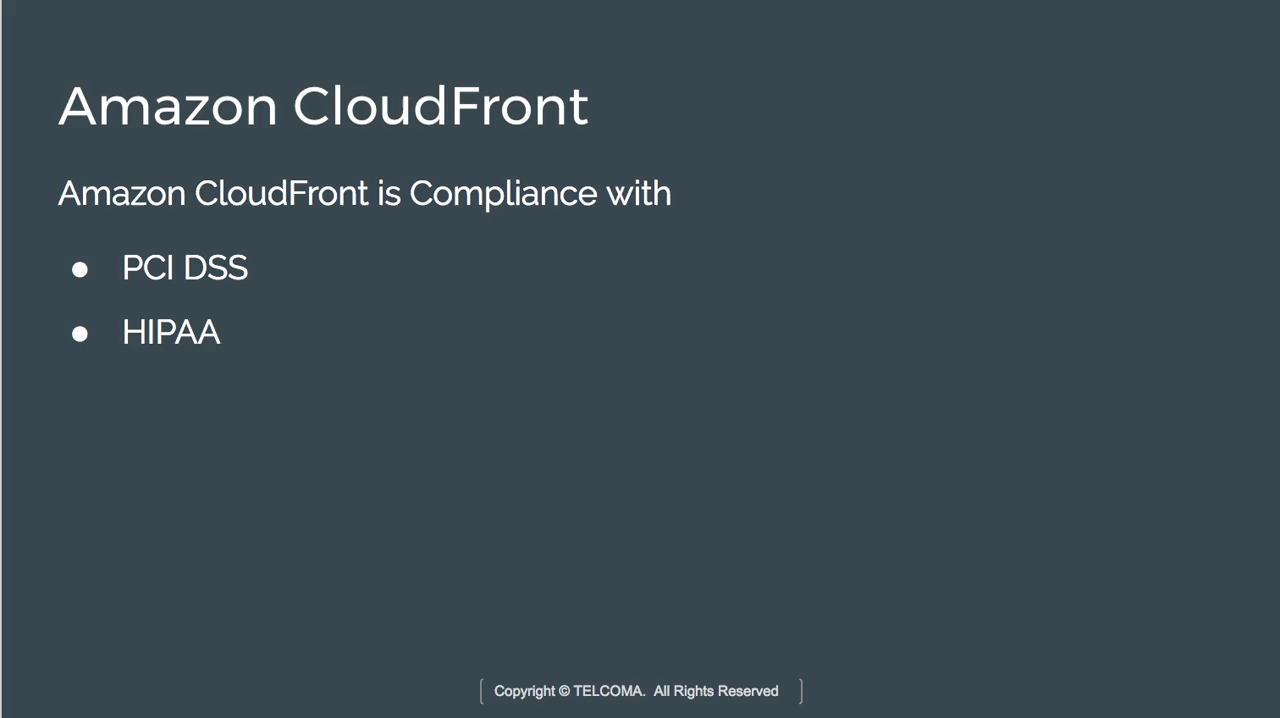 Amazon CloudFront
Amazon CloudFront is Compliance with
● PCI DSS
● HIPAA
Copyright © TELCOMA. All Rights Reserved